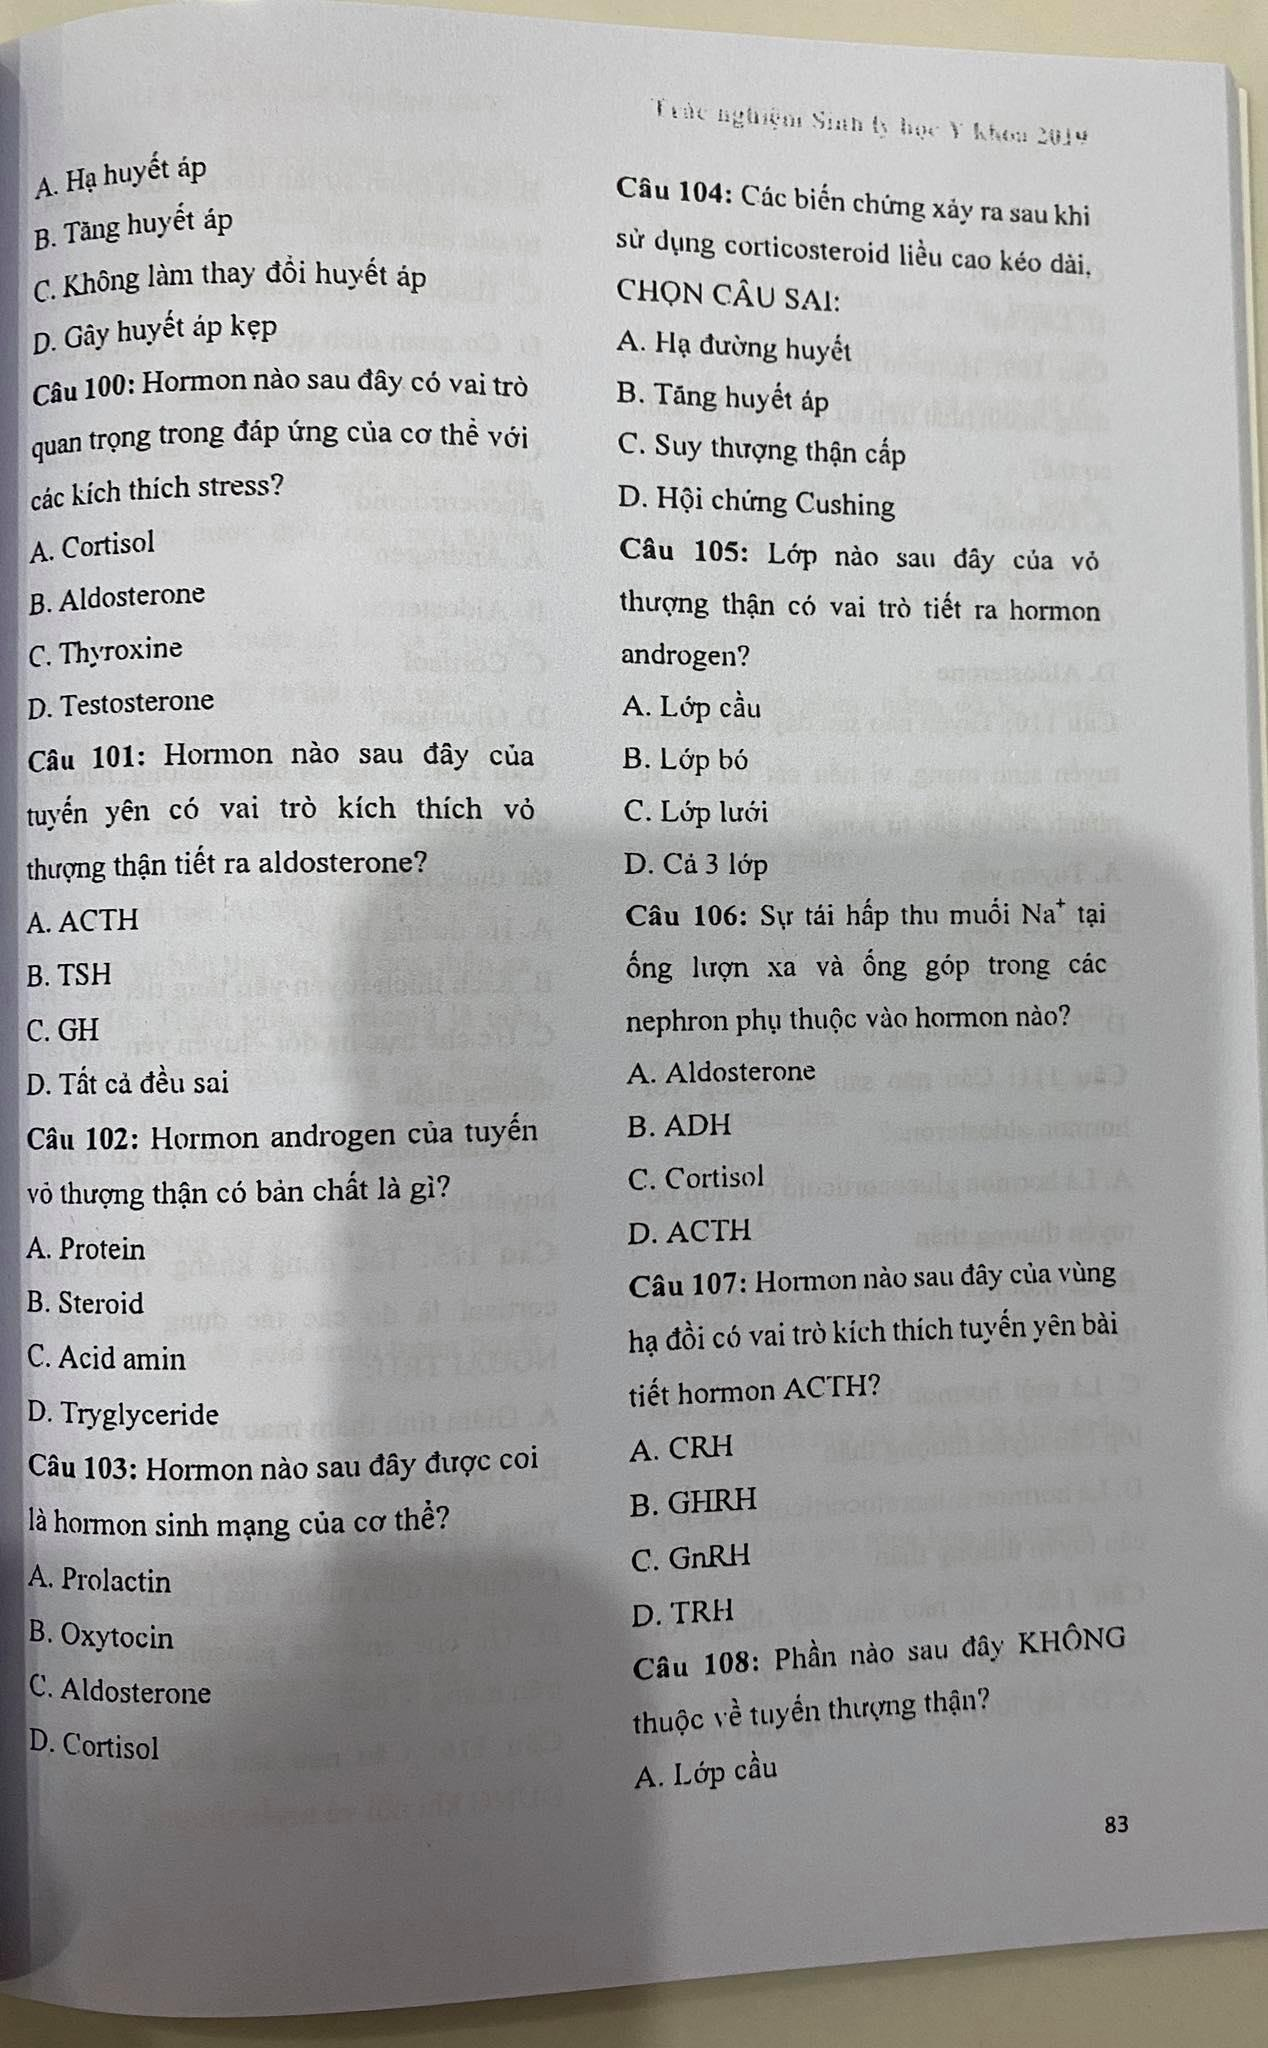 Trắc nghiệm Sinh lý học Y khoa 2019
A. Hạ huyết áp
B. Tăng huyết áp
C. Không làm thay đổi huyết áp
D. Gây huyết áp kẹp
Câu 100: Hormon nào sau đây có vai trò
quan trọng trong đáp ứng của cơ thể với
các kích thích stress?
A. Cortisol
B. Aldosterone
C. Thyroxine
D. Testosterone
Câu 101: Hormon nào sau đây của
tuyến yên có vai trò kích thích vỏ
thượng thận tiết ra aldosterone?
A. ACTH
B. TSH
C. GH
D. Tất cả đều sai
Câu 102: Hormon androgen của tuyến
vỏ thượng thận có bản chất là gì?
A. Protein
B. Steroid
C. Acid amin
D. Tryglyceride
Câu 103: Hormon nào sau đây được coi
là hormon sinh mạng của cơ thể?
A. Prolactin
B. Oxytocin
C. Aldosterone
D. Cortisol
Câu 104: Các biến chứng xảy ra sau khi
sử dụng corticosteroid liều cao kéo dài,
CHỌN CÂU SAI:
A. Hạ đường huyết
B. Tăng huyết áp
C. Suy thượng thận cấp
D. Hội chứng Cushing
Câu 105: Lớp nào sau đây của vỏ
thượng thận có vai trò tiết ra hormon
androgen?
A. Lớp cầu
B. Lớp bó
C. Lớp lưới
D. Cả 3 lớp
Câu 106: Sự tái hấp thu muối Na⁺ tại
ống lượn xa và ống góp trong các
nephron phụ thuộc vào hormon nào?
A. Aldosterone
B. ADH
C. Cortisol
D. ACTH
Câu 107: Hormon nào sau đây của vùng
hạ đồi có vai trò kích thích tuyến yên bài
tiết hormon ACTH?
A. CRH
B. GHRH
C. GnRH
D. TRH
Câu 108: Phần nào sau đây KHÔNG
thuộc về tuyến thượng thận?
A. Lớp cầu
83